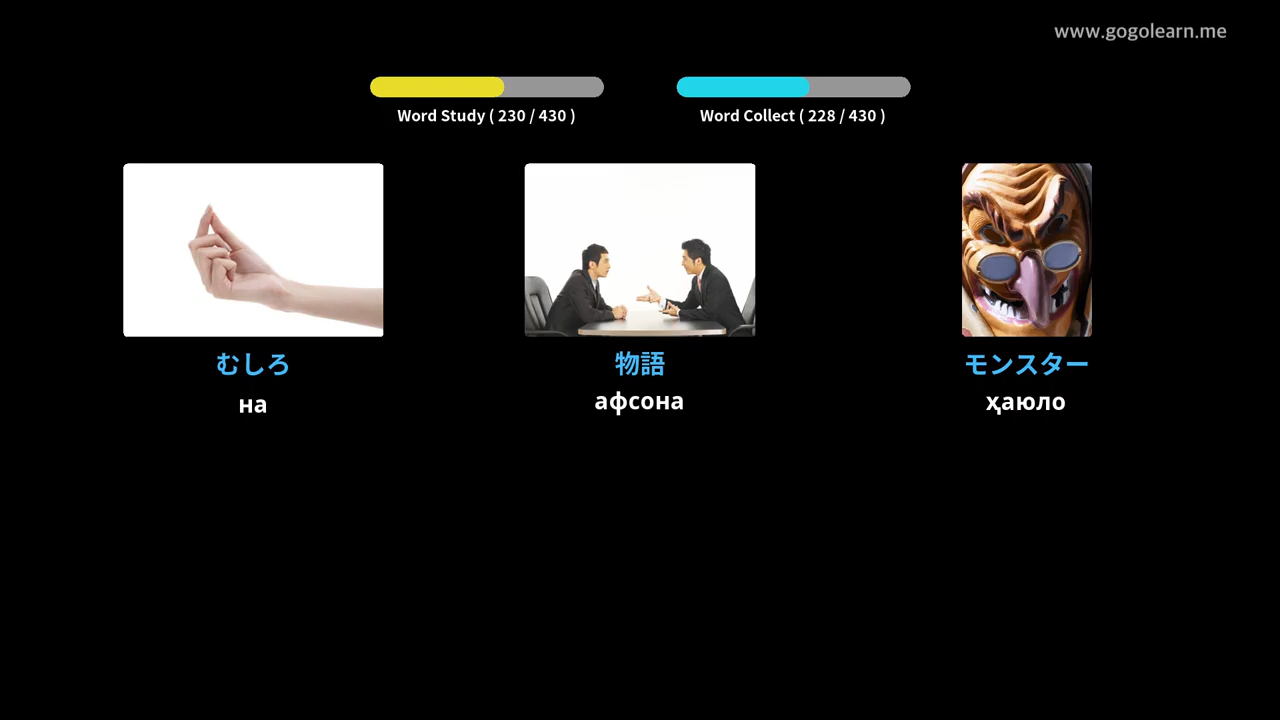 www.gogolearn.me
Word Study ( 230 / 430 )
Word Collect ( 228 / 430 )
むしろ
на
物語
афсона
モンスター
ҳаюло